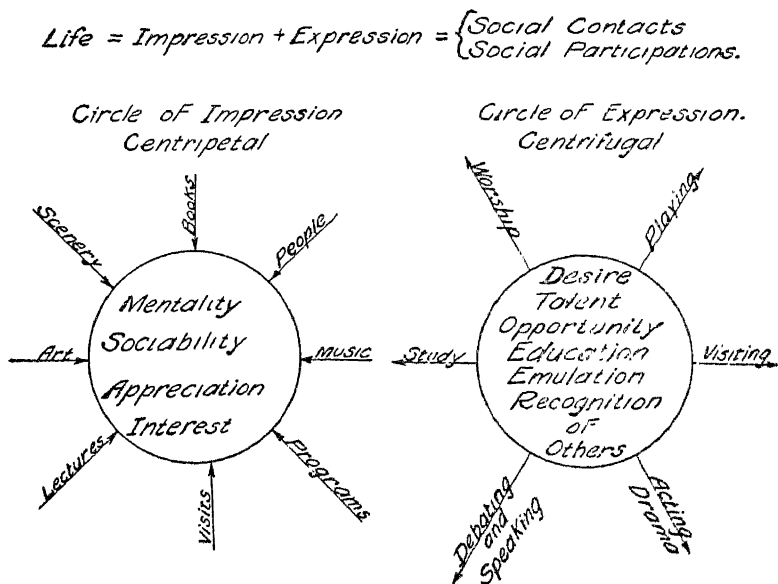 Life = Impression + Expression = {Social Contacts
Social Participations.
Circle of Impression
Centripetal
Scenery
Books
People
Art
Music
Lectures
Visits
Programs
Mentality
Sociability
Appreciation
Interest
Circle of Expression.
Centrifugal
Worship
Playing
Study
Visiting
Debating
and
Speaking
Acting
Drama
Desire
Talent
Opportunity
Education
Emulation
Recognition
of
Others